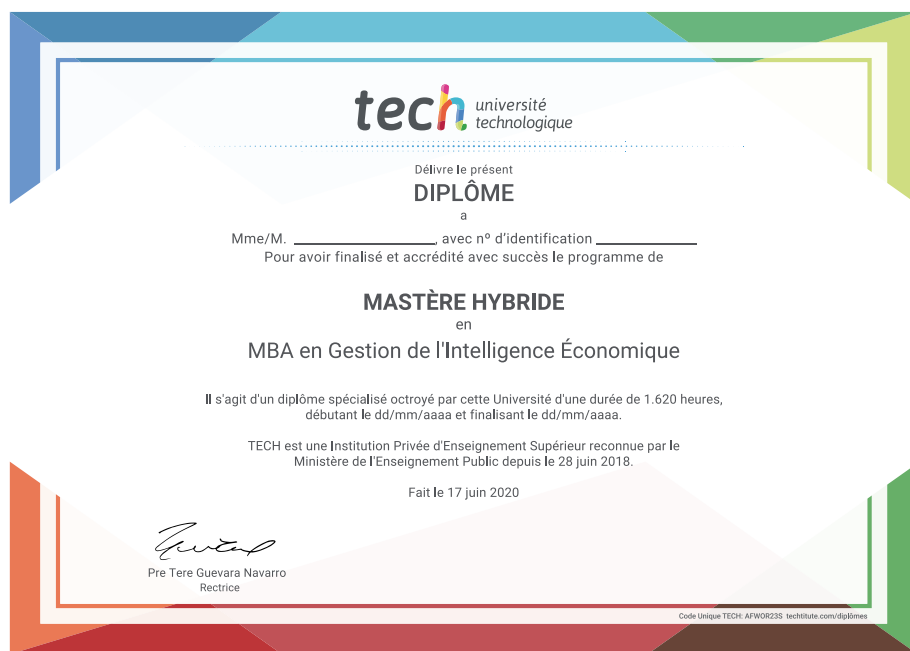 tech université
technologique
Délivre le présent
DIPLÔME
a
Mme/M. ____________________, avec nº d'identification ______________
Pour avoir finalisé et accrédité avec succès le programme de
MASTÈRE HYBRIDE
en
MBA en Gestion de l'Intelligence Économique
Il s'agit d'un diplôme spécialisé octroyé par cette Université d'une durée de 1.620 heures,
débutant le dd/mm/aaaa et finalisant le dd/mm/aaaa.
TECH est une Institution Privée d'Enseignement Supérieur reconnue par le
Ministère de l'Enseignement Public depuis le 28 juin 2018.
Fait le 17 juin 2020
Pre Tere Guevara Navarro
Rectrice
Code Unique TECH: AFWOR23S techtitute.com/diplômes